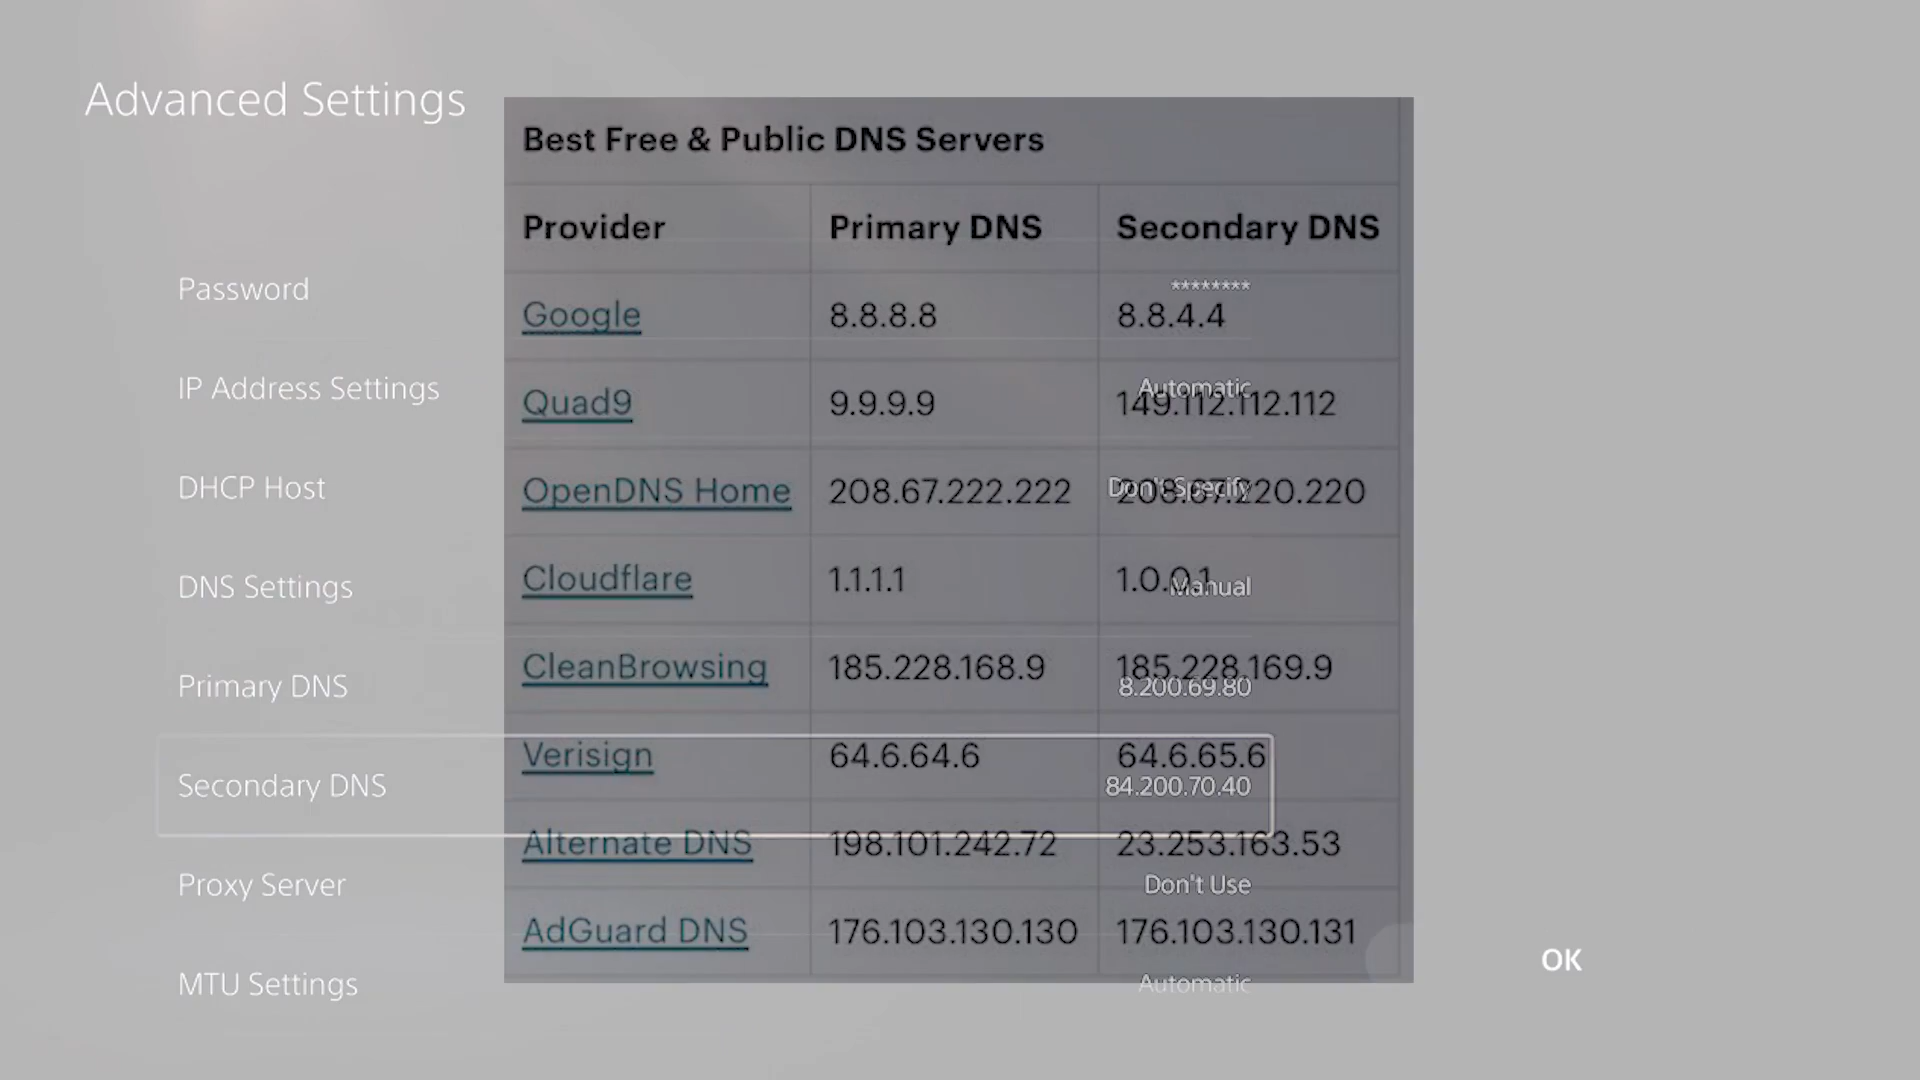 Advanced Settings
Best Free & Public DNS Servers
Provider Primary DNS Secondary DNS
Password ********
Google 8.8.8.8 8.8.4.4
IP Address Settings Automatic
Quad9 9.9.9.9 149.112.112.112
DHCP Host Don't Specify
OpenDNS Home 208.67.222.222 208.67.220.220
Cloudflare 1.1.1.1 1.0.0.1
DNS Settings Manual
CleanBrowsing 185.228.168.9 185.228.169.9
Primary DNS 8.200.69.80
Verisign 64.6.64.6 64.6.65.6
Secondary DNS 84.200.70.40
Alternate DNS 198.101.242.72 23.253.163.53
Proxy Server Don't Use
AdGuard DNS 176.103.130.130 176.103.130.131
OK
MTU Settings Automatic